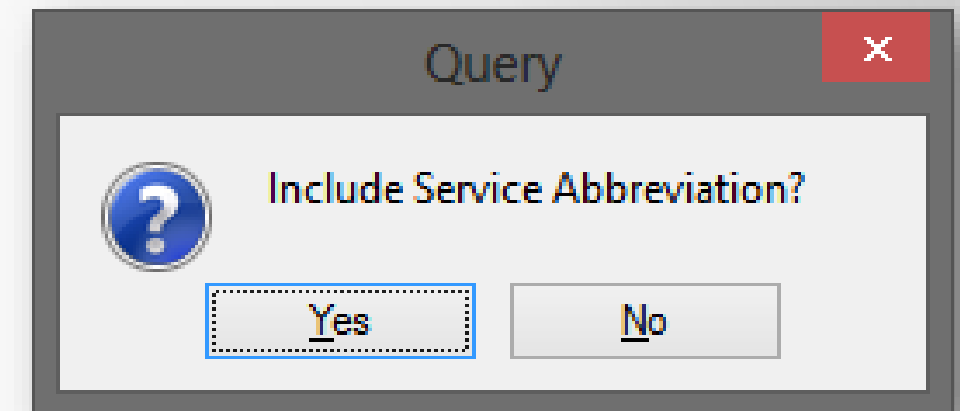 Query
Include Service Abbreviation?
Yes
No